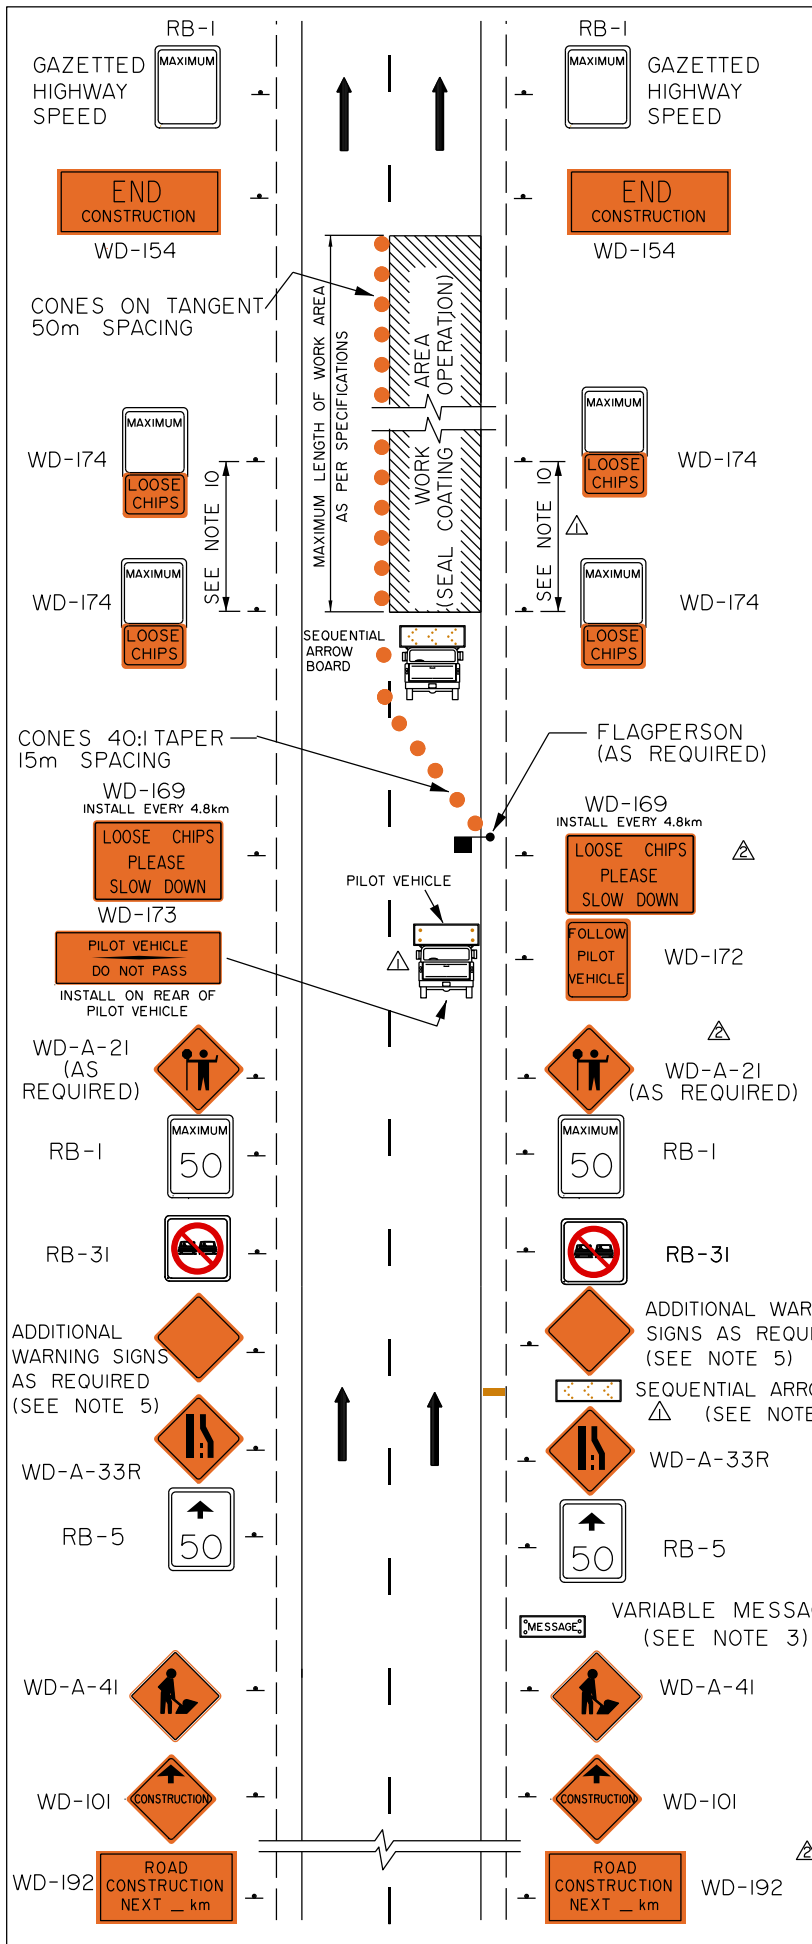 RB-1
RB-1
MAXIMUM
MAXIMUM
GAZETTED
HIGHWAY
SPEED
GAZETTED
HIGHWAY
SPEED
END
CONSTRUCTION
END
CONSTRUCTION
WD-154
WD-154
CONES ON TANGENT
50m SPACING
MAXIMUM LENGTH OF WORK AREA
AS PER SPECIFICATIONS
WORK AREA
(SEAL COATING OPERATION)
MAXIMUM
LOOSE
CHIPS
WD-174
MAXIMUM
LOOSE
CHIPS
WD-174
SEE NOTE 10
SEE NOTE 10
1
MAXIMUM
LOOSE
CHIPS
WD-174
MAXIMUM
LOOSE
CHIPS
WD-174
SEQUENTIAL
ARROW
BOARD
CONES 40:1 TAPER
15m SPACING
FLAGPERSON
(AS REQUIRED)
WD-169
INSTALL EVERY 4.8km
LOOSE CHIPS
PLEASE
SLOW DOWN
WD-169
INSTALL EVERY 4.8km
LOOSE CHIPS
PLEASE
SLOW DOWN
2
WD-173
PILOT VEHICLE
DO NOT PASS
INSTALL ON REAR OF
PILOT VEHICLE
PILOT VEHICLE
1
FOLLOW
PILOT
VEHICLE
WD-172
WD-A-21
(AS
REQUIRED)
2
WD-A-21
(AS REQUIRED)
RB-1
MAXIMUM
50
MAXIMUM
50
RB-1
RB-31
RB-31
ADDITIONAL
WARNING SIGNS
AS REQUIRED
(SEE NOTE 5)
ADDITIONAL WAR
SIGNS AS REQUI
(SEE NOTE 5)
SEQUENTIAL ARRO
1 (SEE NOTE
WD-A-33R
WD-A-33R
RB-5
50
50
RB-5
MESSAGE
VARIABLE MESSAG
(SEE NOTE 3)
WD-A-41
WD-A-41
WD-101
CONSTRUCTION
CONSTRUCTION
WD-101
WD-192
ROAD
CONSTRUCTION
NEXT _ km
ROAD
CONSTRUCTION
NEXT _ km
WD-192
2